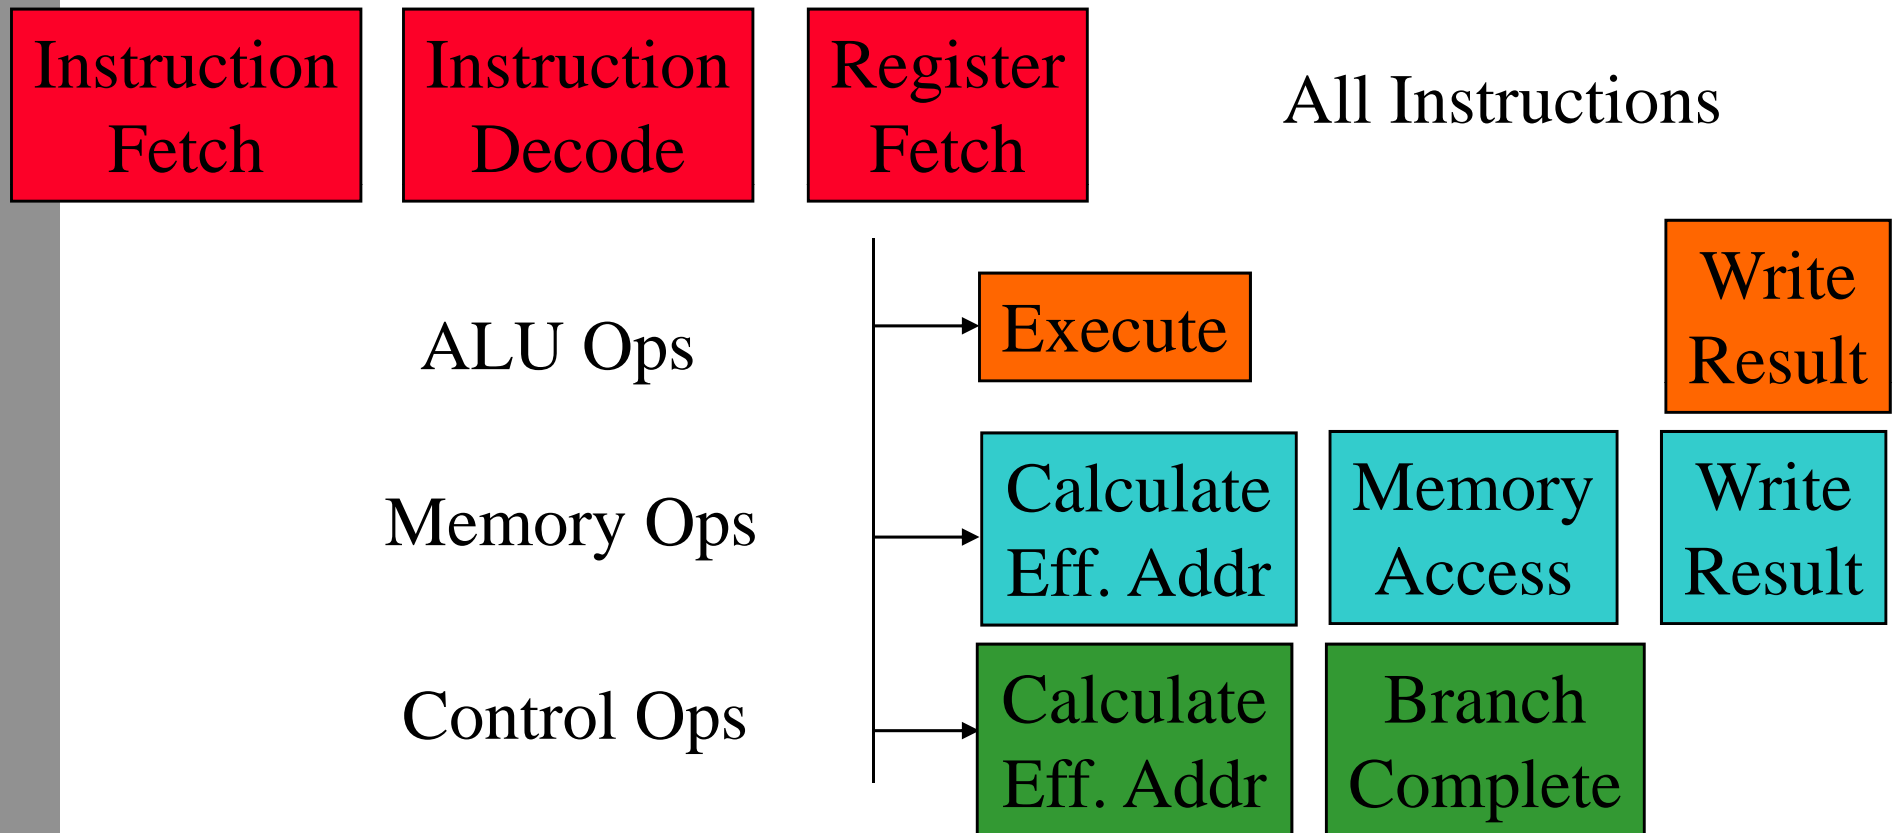 Instruction
Fetch
Instruction
Decode
Register
Fetch
All Instructions
ALU Ops
Execute
Write
Result
Memory Ops
Calculate
Eff. Addr
Memory
Access
Write
Result
Control Ops
Calculate
Eff. Addr
Branch
Complete